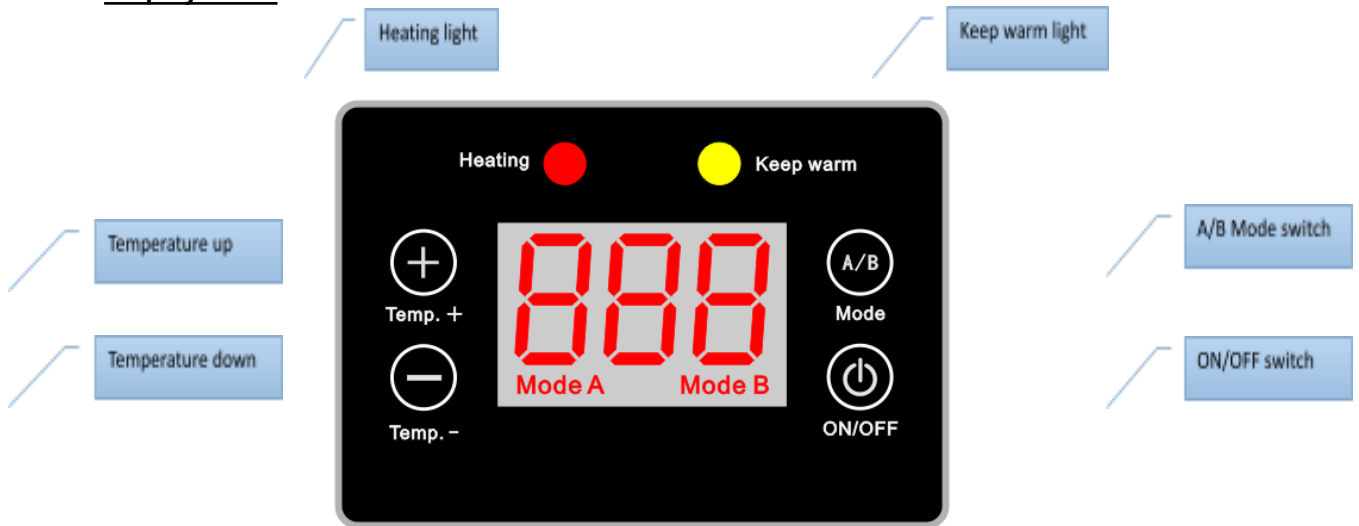 Heating light
Keep warm light
Heating
Keep warm
Temperature up
A/B Mode switch
888
A/B
Temp. +
Mode
Temperature down
ON/OFF switch
Mode A
Mode B
Temp. -
ON/OFF